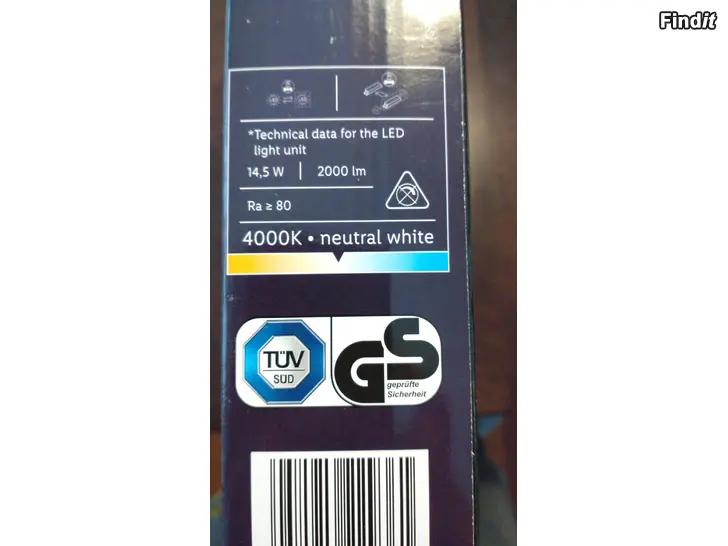 Findit
*Technical data for the LED
light unit
14,5 W | 2000 lm
Ra ≥ 80
4000K • neutral white
TÜV
SÜD
GS
geprüfte
Sicherheit